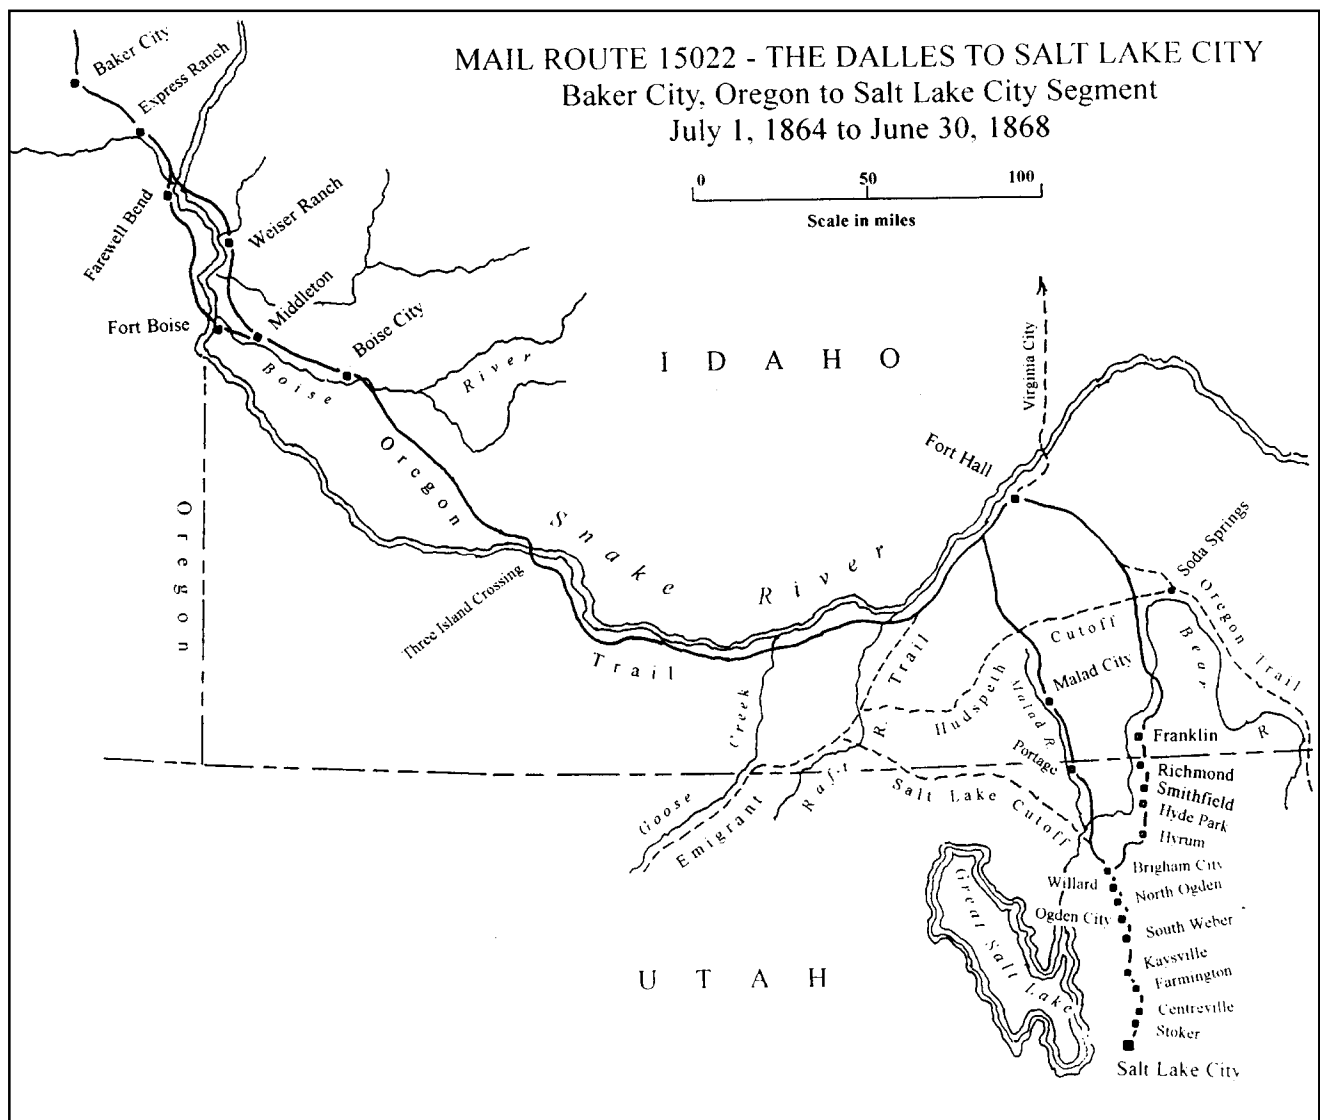 MAIL ROUTE 15022 - THE DALLES TO SALT LAKE CITY
Baker City, Oregon to Salt Lake City Segment
July 1, 1864 to June 30, 1868
0 50 100
Scale in miles
Baker City
Express Ranch
Farewell Bend
Weiser Ranch
Middleton
Fort Boise
Boise City
Boise River
IDAHO
Virginia City
Fort Hall
Oregon
Oregon Trail
Snake River
Three Island Crossing
Soda Springs
Oregon Trail
Hudspeth Cutoff
Bear R
Malad City
Malad R.
Goose Creek
Raft R.
Emigrant Trail
Portage
Franklin
Richmond
Smithfield
Hyde Park
Hyrum
Salt Lake Cutoff
Brigham City
Willard
North Ogden
Ogden City
South Weber
Great Salt Lake
UTAH
Kaysville
Farmington
Centreville
Stoker
Salt Lake City